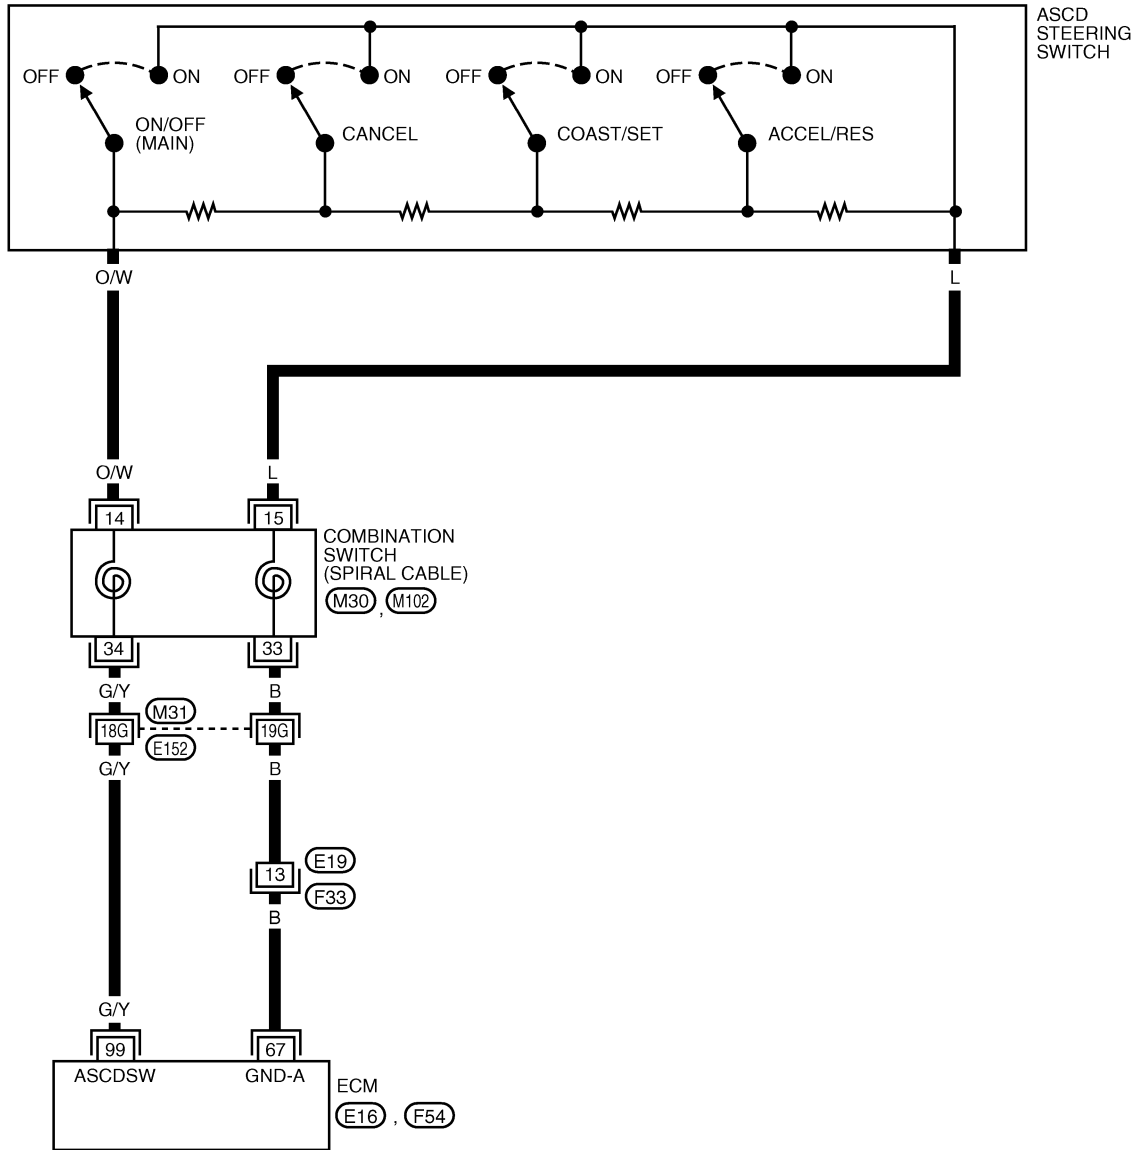 ASCD
STEERING
SWITCH
OFF ON OFF ON OFF ON OFF ON
ON/OFF
(MAIN)
CANCEL
COAST/SET
ACCEL/RES
O/W L
O/W L
14 15
COMBINATION
SWITCH
(SPIRAL CABLE)
M30 , M102
34 33
G/Y B
M31
18G 19G
E152
G/Y B
E19
13
F33
B
G/Y
99 67
ASCDSW GND-A
ECM
E16 , F54